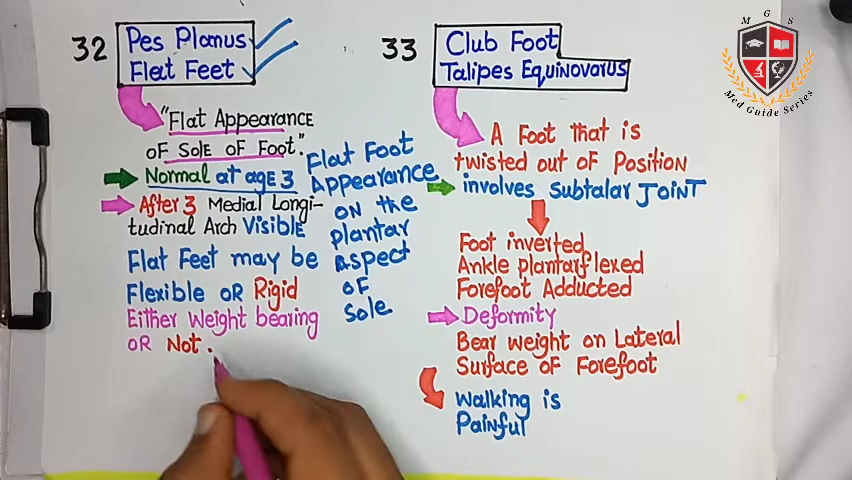 32
Pes Planus
Flat Feet
"Flat Appearance
oF Sole oF Foot".
Normal at age 3
After 3 Medial Longi-
tudinal Arch Visible
Flat Feet may be
Flexible OR Rigid
Either Weight bearing
OR Not.
Flat Foot
Appearance
on the
plantar
aspect
oF
Sole
33
Club Foot
Talipes Equinovarus
A Foot that is
twisted out oF Position
involves Subtalar JOINT
Foot inverted
Ankle plantarflexed
Forefoot Adducted
Deformity
Bear weight on Lateral
Surface oF Forefoot
walking is
Painful
M G S
Med Guide Series